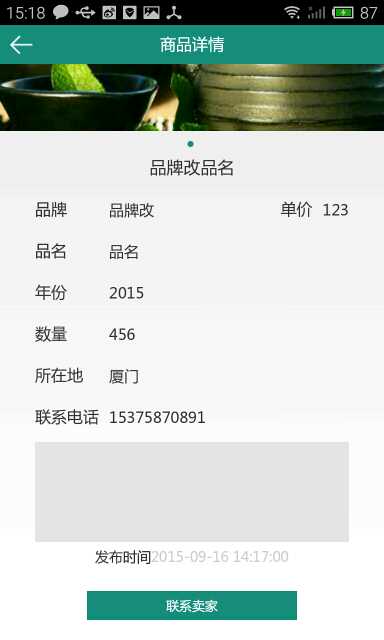 15:18 87
商品详情
品牌改品名
品牌 品牌改 单价 123
品名 品名
年份 2015
数量 456
所在地 厦门
联系电话 15375870891
发布时间2015-09-16 14:17:00
联系卖家